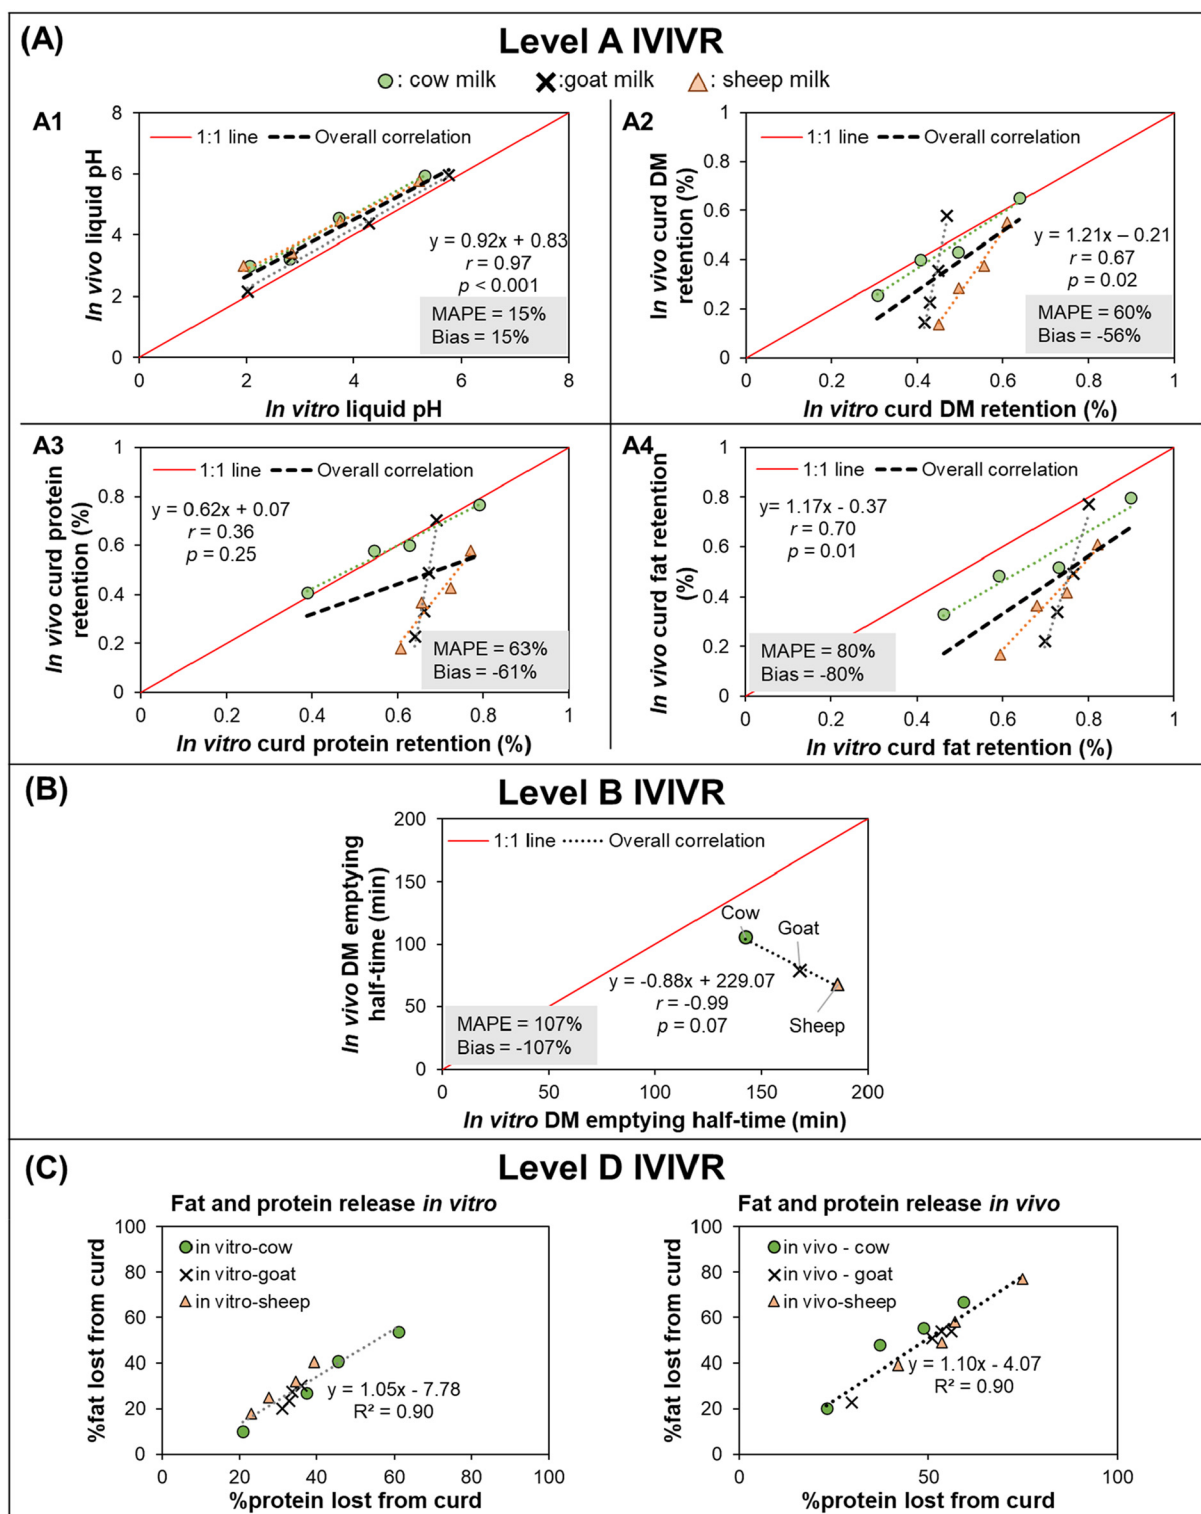 (A)
Level A IVIVR
: cow milk
:goat milk
: sheep milk
A1
In vivo liquid pH
8
6
4
2
0
1:1 line
Overall correlation
y = 0.92x + 0.83
r = 0.97
p < 0.001
MAPE = 15%
Bias = 15%
0 2 4 6 8
In vitro liquid pH
A2
In vivo curd DM
retention (%)
1
0.8
0.6
0.4
0.2
0
1:1 line
Overall correlation
y = 1.21x – 0.21
r = 0.67
p = 0.02
MAPE = 60%
Bias = -56%
0 0.2 0.4 0.6 0.8 1
In vitro curd DM retention (%)
A3
In vivo curd protein
retention (%)
1
0.8
0.6
0.4
0.2
0
1:1 line
Overall correlation
y = 0.62x + 0.07
r = 0.36
p = 0.25
MAPE = 63%
Bias = -61%
0 0.2 0.4 0.6 0.8 1
In vitro curd protein retention (%)
A4
In vivo curd fat retention
(%)
1
0.8
0.6
0.4
0.2
0
1:1 line
Overall correlation
y= 1.17x - 0.37
r = 0.70
p = 0.01
MAPE = 80%
Bias = -80%
0 0.2 0.4 0.6 0.8 1
In vitro curd fat retention (%)
(B)
Level B IVIVR
In vivo DM emptying
half-time (min)
200
150
100
50
0
1:1 line
Overall correlation
Cow
Goat
Sheep
y = -0.88x + 229.07
r = -0.99
p = 0.07
MAPE = 107%
Bias = -107%
0 50 100 150 200
In vitro DM emptying half-time (min)
(C)
Level D IVIVR
Fat and protein release in vitro
%fat lost from curd
100
80
60
40
20
0
in vitro-cow
in vitro-goat
in vitro-sheep
y = 1.05x - 7.78
R² = 0.90
0 20 40 60 80 100
%protein lost from curd
Fat and protein release in vivo
%fat lost from curd
100
80
60
40
20
0
in vivo - cow
in vivo - goat
in vivo-sheep
y = 1.10x - 4.07
R² = 0.90
0 50 100
%protein lost from curd